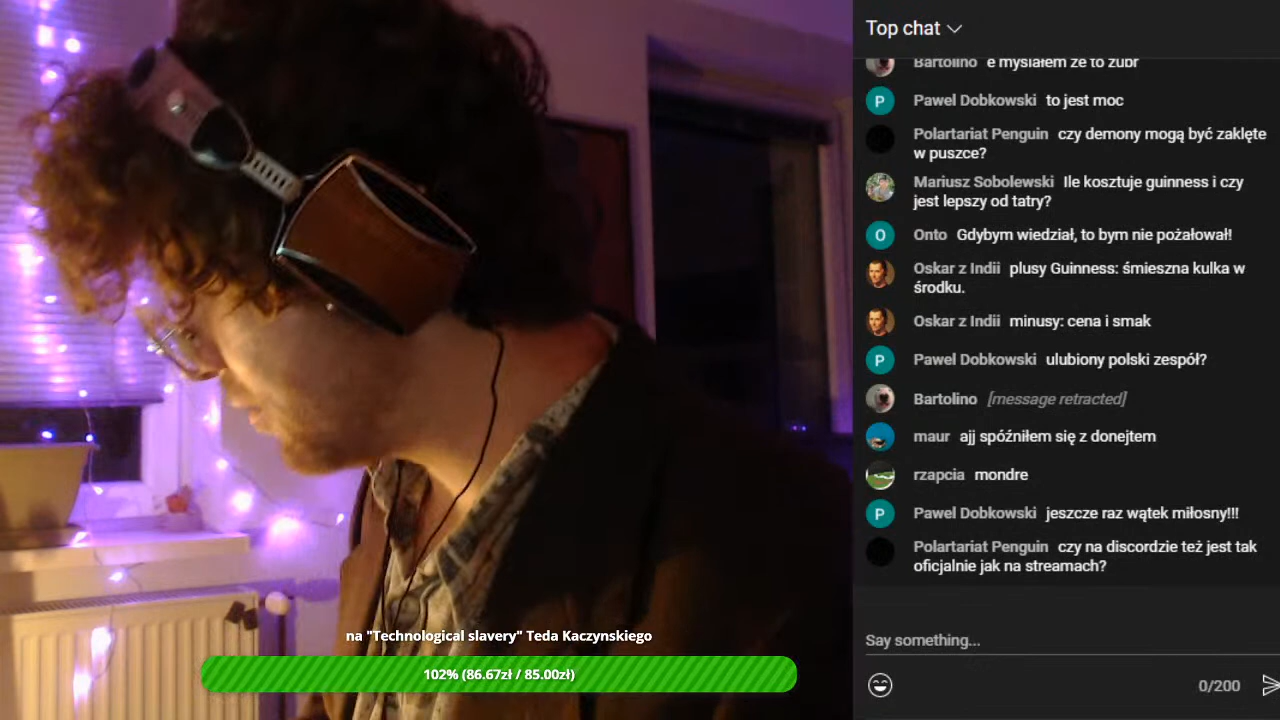 Top chat
Bartolino e myślałem że to żubr
P Pawel Dobkowski to jest moc
Polartariat Penguin czy demony mogą być zaklęte
w puszce?
Mariusz Sobolewski Ile kosztuje guinness i czy
jest lepszy od tatry?
O Onto Gdybym wiedział, to bym nie pożałował!
Oskar z Indii plusy Guinness: śmieszna kulka w
środku.
Oskar z Indii minusy: cena i smak
P Pawel Dobkowski ulubiony polski zespół?
Bartolino [message retracted]
maur ajj spóźniłem się z donejtem
rzapcia mondre
P Pawel Dobkowski jeszcze raz wątek miłosny!!!
Polartariat Penguin czy na discordzie też jest tak
oficjalnie jak na streamach?
na "Technological slavery" Teda Kaczynskiego
102% (86.67zł / 85.00zł)
Say something...
0/200